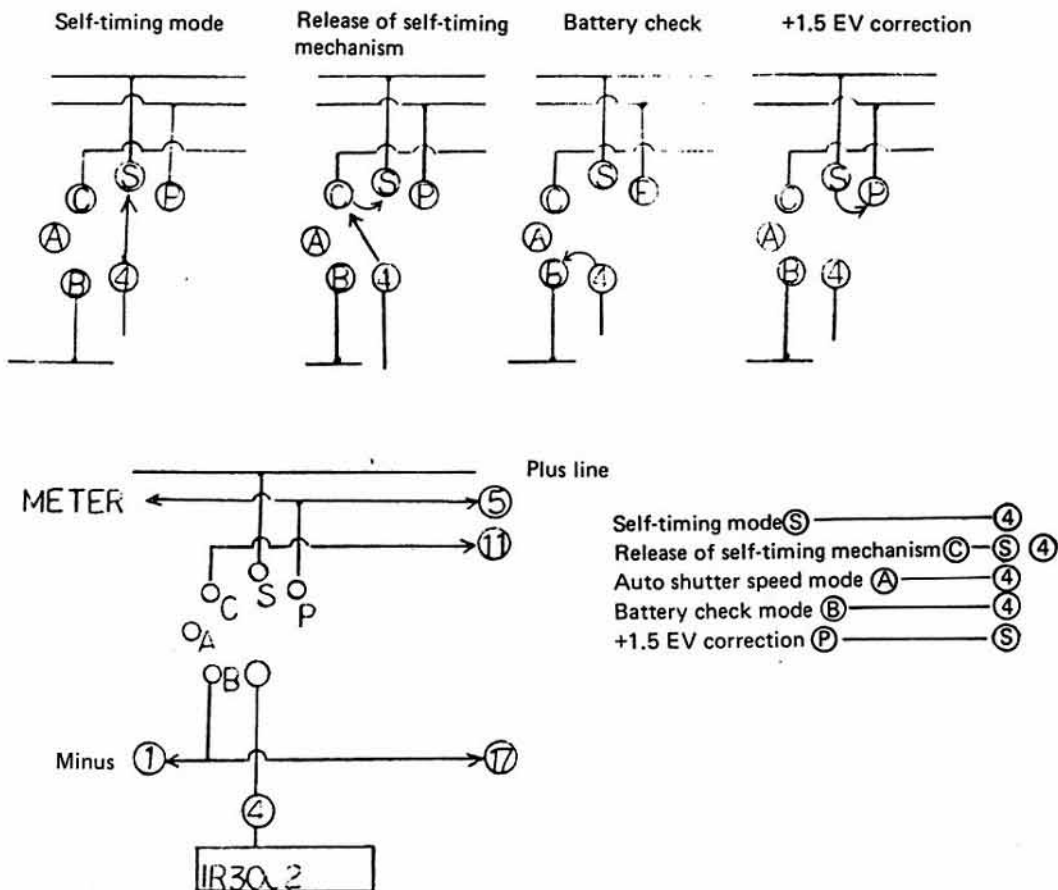 Self-timing mode
Release of self-timing
mechanism
Battery check
+1.5 EV correction
C S P
A
B 4
C S P
A
B 4
C S
A
4
C S P
A
B 4
Plus line
METER
5
11
C S P
A
B
Minus 1
17
4
Self-timing mode S 4
Release of self-timing mechanism C S 4
Auto shutter speed mode A 4
Battery check mode B 4
+1.5 EV correction P S